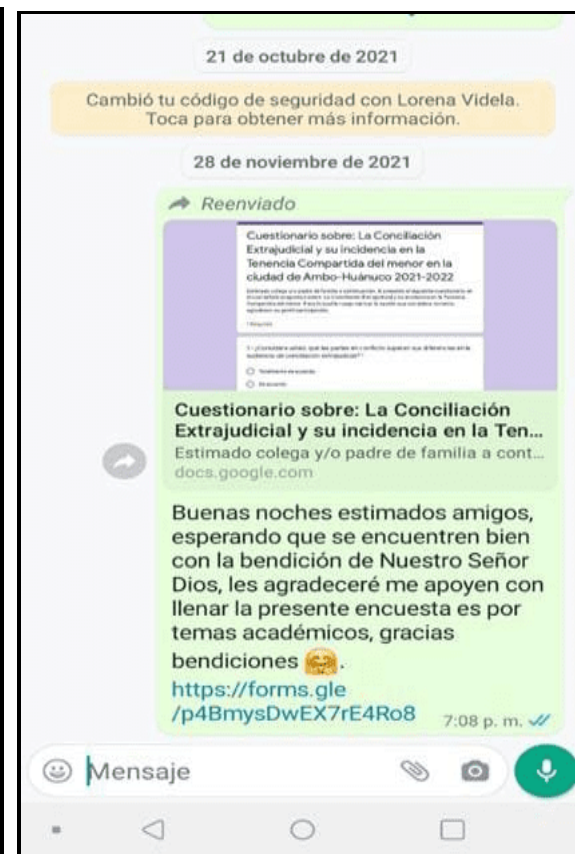 21 de octubre de 2021
Cambió tu código de seguridad con Lorena Videla.
Toca para obtener más información.
28 de noviembre de 2021
Reenviado
Cuestionario sobre: La Conciliación
Extrajudicial y su incidencia en la
Tenencia Compartida del menor en la
ciudad de Ambo-Huánuco 2021-2022
Cuestionario sobre: La Conciliación
Extrajudicial y su incidencia en la Ten...
Estimado colega y/o padre de familia a cont...
docs.google.com
Buenas noches estimados amigos,
esperando que se encuentren bien
con la bendición de Nuestro Señor
Dios, les agradeceré me apoyen con
llenar la presente encuesta es por
temas académicos, gracias
bendiciones 🤗.
https://forms.gle
/p4BmysDwEX7rE4Ro8
7:08 p. m.
Mensaje